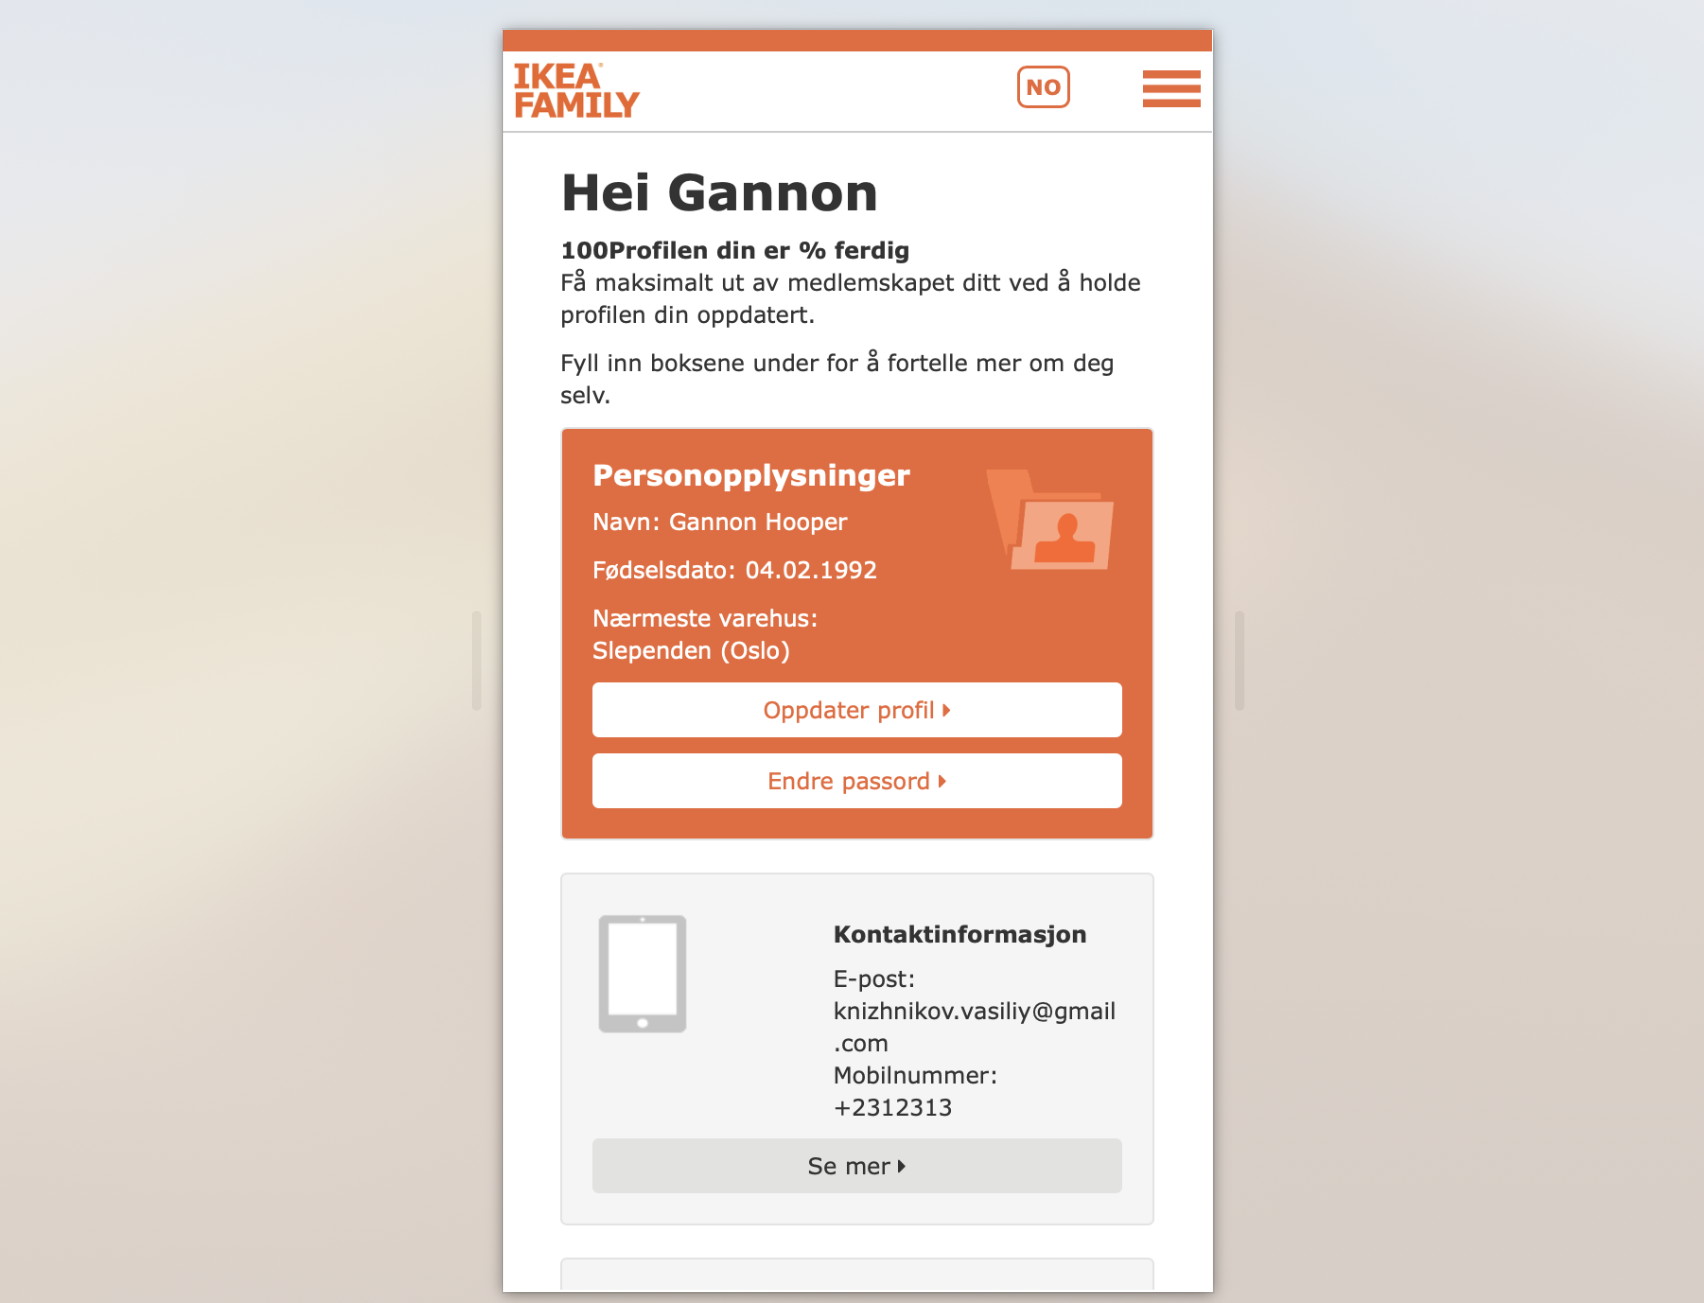 IKEA
FAMILY
NO
Hei Gannon
100Profilen din er % ferdig
Få maksimalt ut av medlemskapet ditt ved å holde
profilen din oppdatert.
Fyll inn boksene under for å fortelle mer om deg
selv.
Personopplysninger
Navn: Gannon Hooper
Fødselsdato: 04.02.1992
Nærmeste varehus:
Slependen (Oslo)
Oppdater profil
Endre passord
Kontaktinformasjon
E-post:
knizhnikov.vasiliy@gmail
.com
Mobilnummer:
+2312313
Se mer